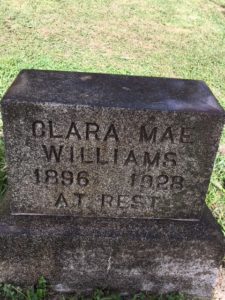 CLARA MAE
WILLIAMS
1896 1928
AT REST